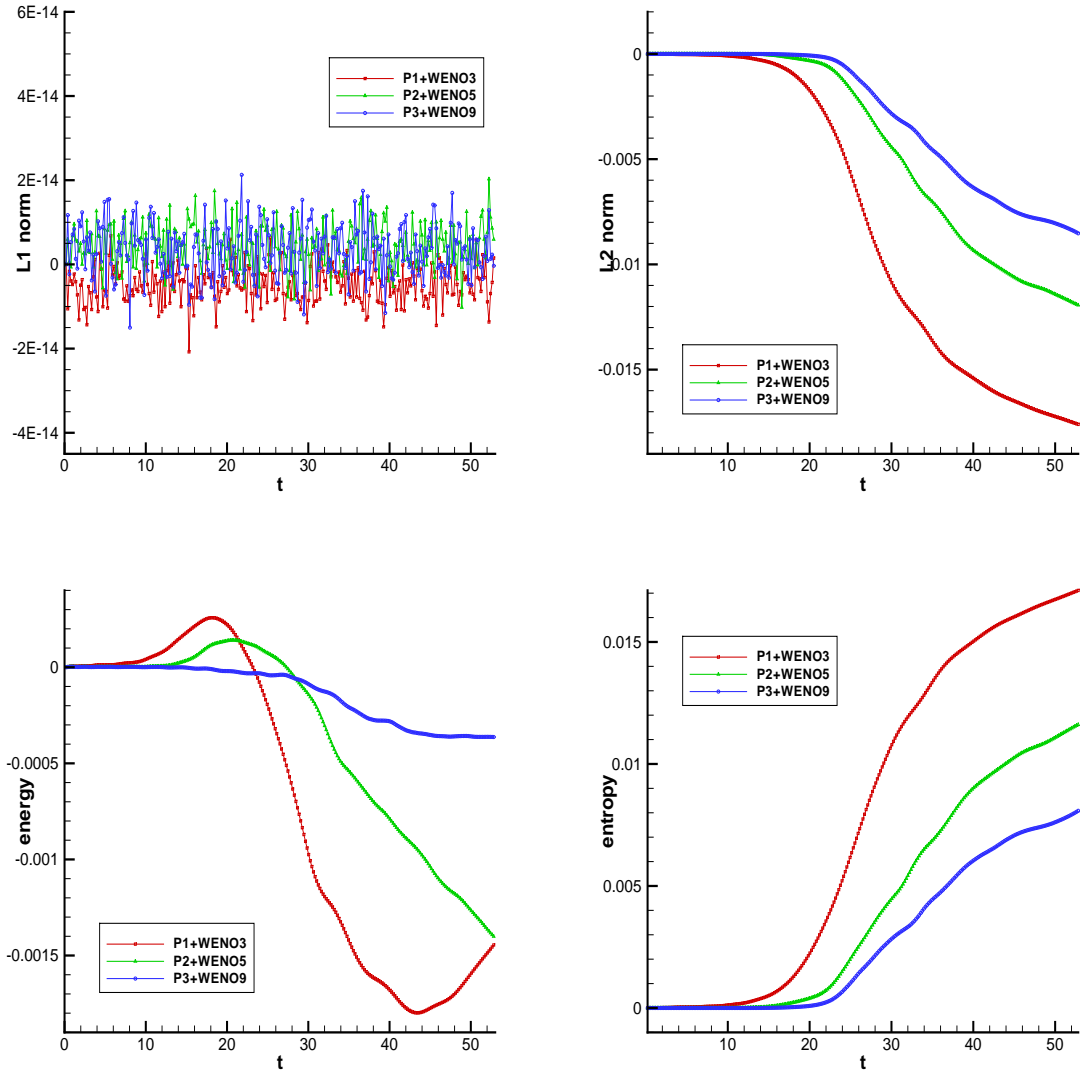 6E-14
4E-14
2E-14
0
-2E-14
-4E-14
L1 norm
P1+WENO3
P2+WENO5
P3+WENO9
0 10 20 30 40 50
t
0
-0.005
-0.01
-0.015
L2 norm
P1+WENO3
P2+WENO5
P3+WENO9
10 20 30 40 50
t
0.0005
0
-0.0005
-0.001
-0.0015
energy
P1+WENO3
P2+WENO5
P3+WENO9
0 10 20 30 40 50
t
0.015
0.01
0.005
0
entropy
P1+WENO3
P2+WENO5
P3+WENO9
10 20 30 40 50
t